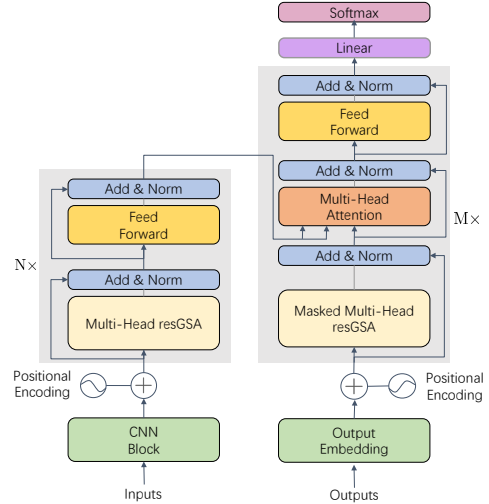 Softmax
Linear
Add & Norm
Feed
Forward
Add & Norm
Multi-Head
Attention
M×
Add & Norm
Masked Multi-Head
resGSA
Positional
Encoding
Output
Embedding
Outputs
Add & Norm
Feed
Forward
N×
Add & Norm
Multi-Head resGSA
Positional
Encoding
CNN
Block
Inputs